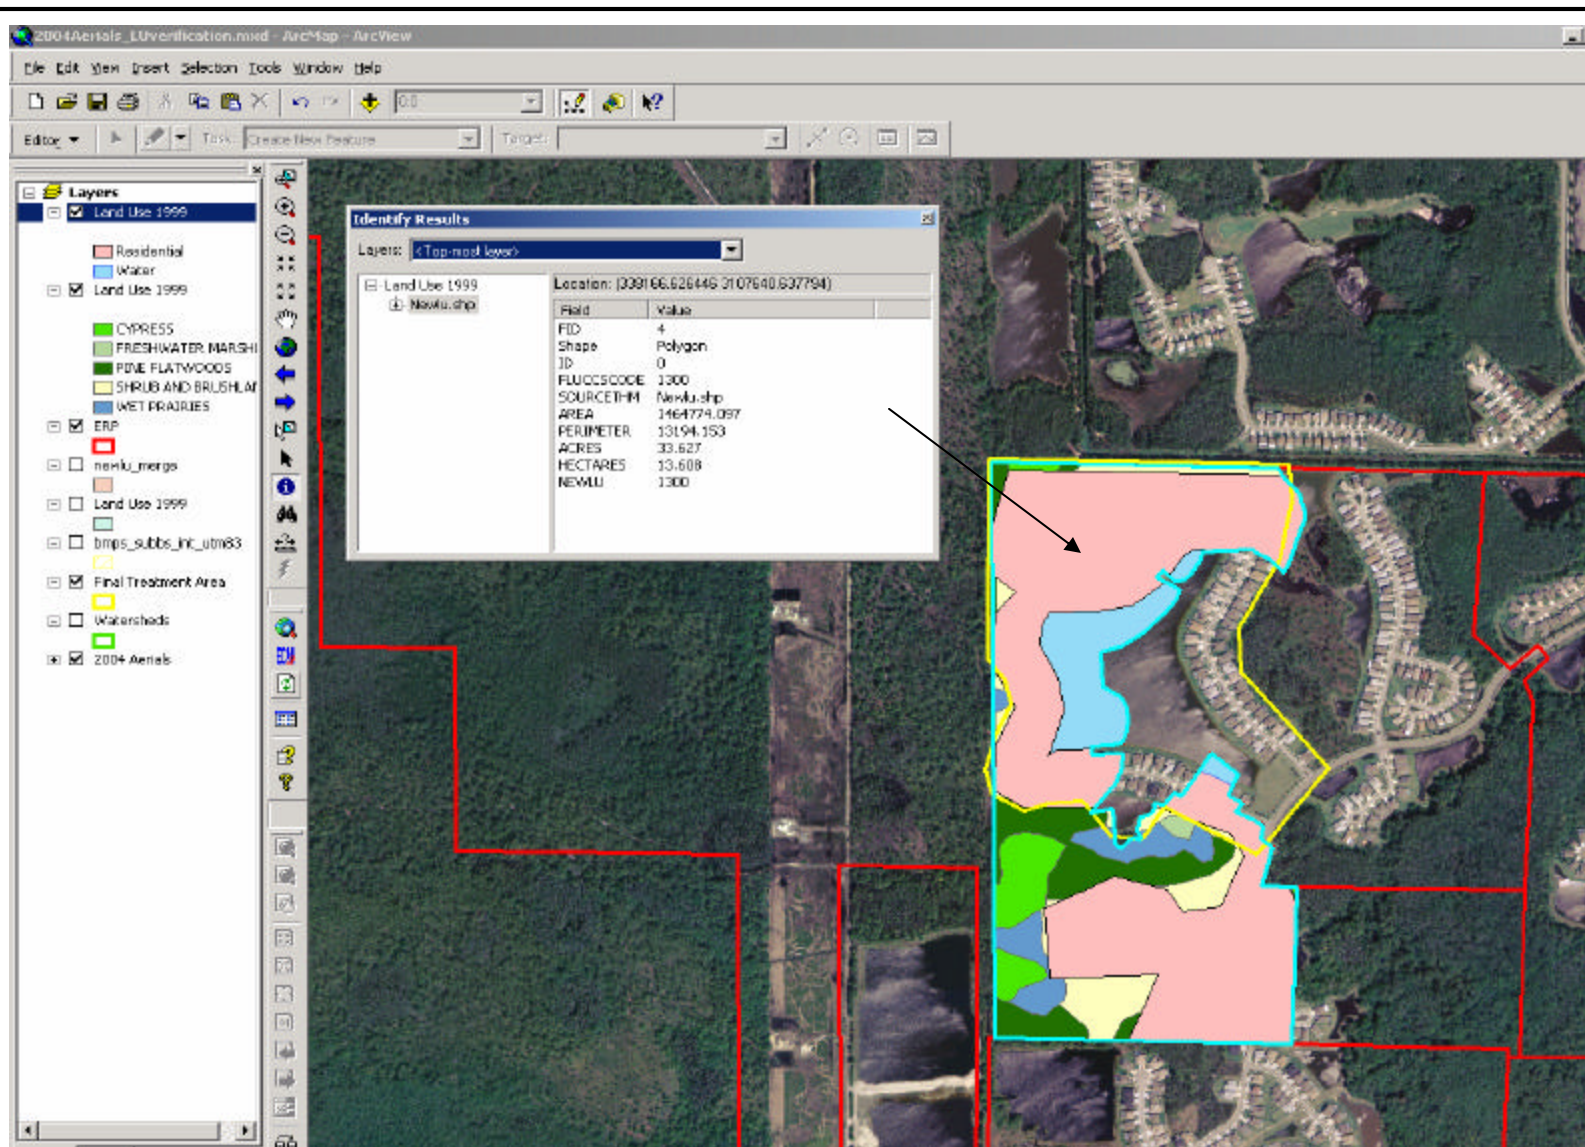 2004Aerials_LUverification.mxd - ArcMap - ArcView
File Edit View Insert Selection Tools Window Help
Editor Task: Create New Feature Target:
Layers
Land Use 1999
Residential
Water
Land Use 1999
CYPRESS
FRESHWATER MARSH
PINE FLATWOODS
SHRUB AND BRUSHLA
WET PRAIRIES
ERP
newlu_merge
Land Use 1999
bmps_subbs_int_utm83
Final Treatment Area
Watersheds
2004 Aerials
Identify Results
Layers: <Top-most layer>
Land Use 1999
Newlu.shp
Location: (338166.626446 3107640.637794)
Field Value
FID 4
Shape Polygon
ID 0
FLUCCSCODE 1300
SOURCETHM Newlu.shp
AREA 1464774.097
PERIMETER 13194.153
ACRES 33.627
HECTARES 13.608
NEWLU 1300